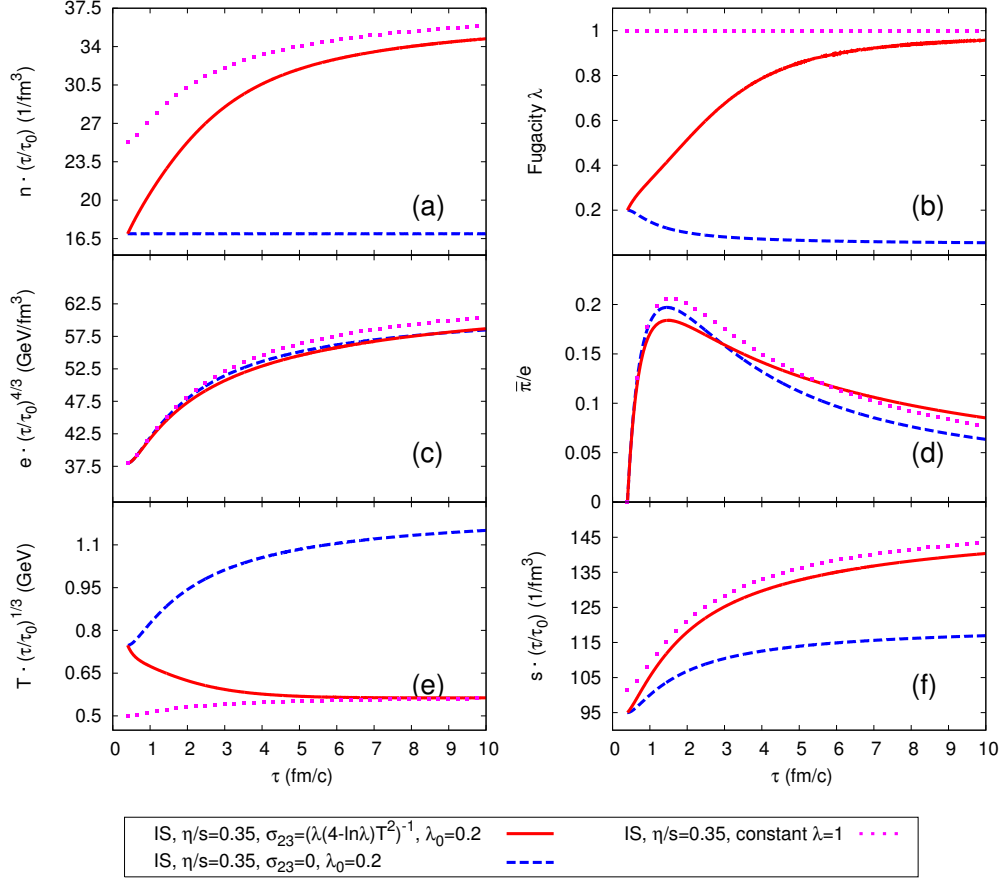 37.5
34
30.5
27
23.5
20
16.5
n · (τ/τ₀) (1/fm³)
(a)
1
0.8
0.6
0.4
0.2
Fugacity λ
(b)
62.5
57.5
52.5
47.5
42.5
37.5
e · (τ/τ₀)^4/3 (GeV/fm³)
(c)
0.2
0.15
0.1
0.05
0
π̄/e
(d)
1.1
0.95
0.8
0.65
0.5
T · (τ/τ₀)^1/3 (GeV)
(e)
0 1 2 3 4 5 6 7 8 9 10
τ (fm/c)
145
135
125
115
105
95
s · (τ/τ₀) (1/fm³)
(f)
0 1 2 3 4 5 6 7 8 9 10
τ (fm/c)
IS, η/s=0.35, σ₂₃=(λ(4-lnλ)T²)⁻¹, λ₀=0.2
IS, η/s=0.35, σ₂₃=0, λ₀=0.2
IS, η/s=0.35, constant λ=1